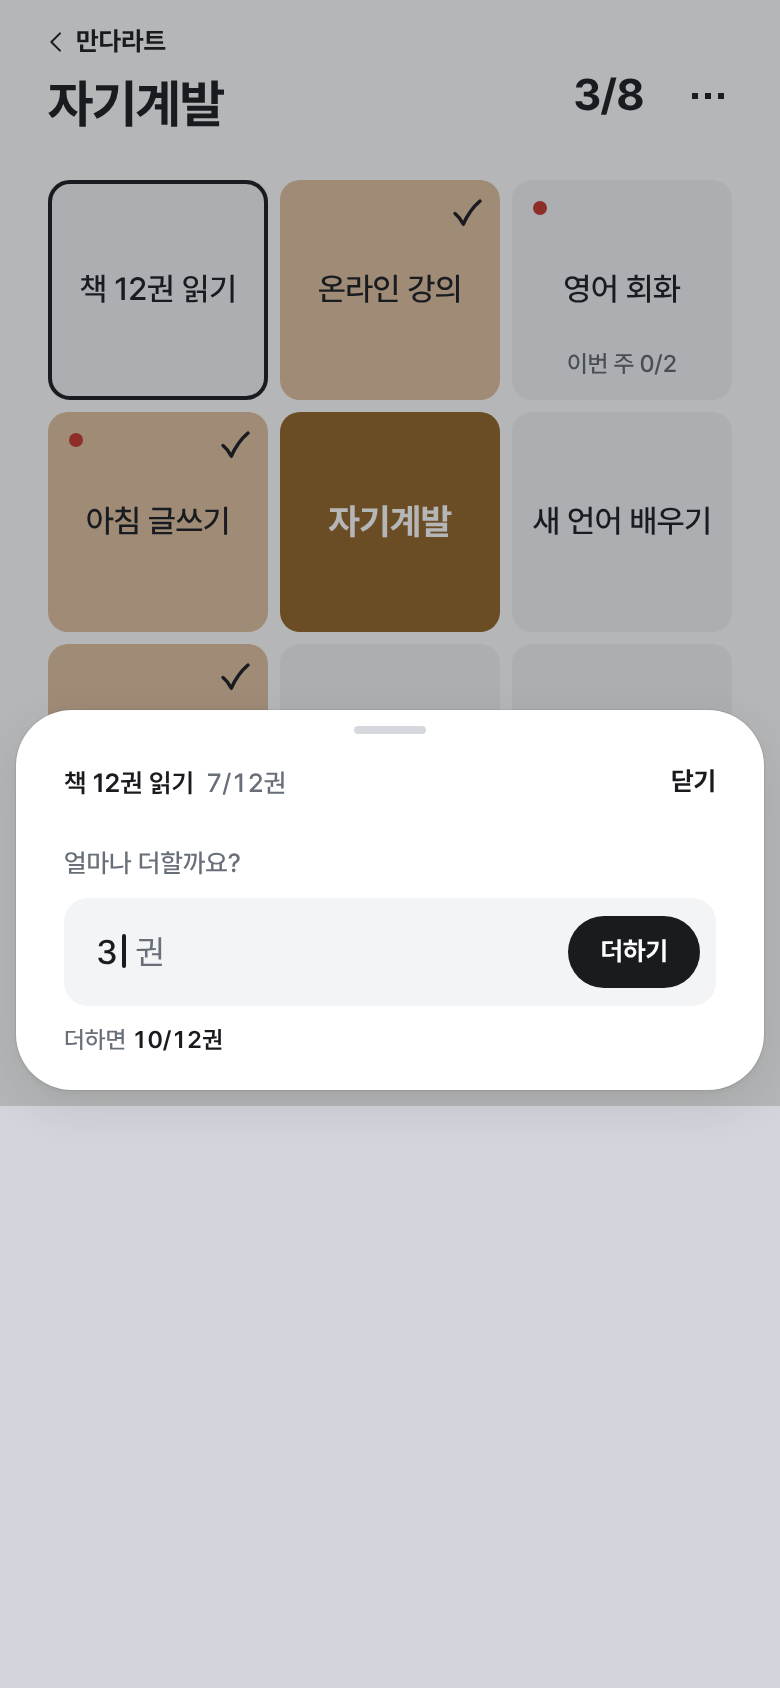 만다라트
자기계발
3/8
책 12권 읽기
온라인 강의
영어 회화
이번 주 0/2
아침 글쓰기
자기계발
새 언어 배우기
책 12권 읽기 7/12권
닫기
얼마나 더할까요?
3 권
더하기
더하면 10/12권